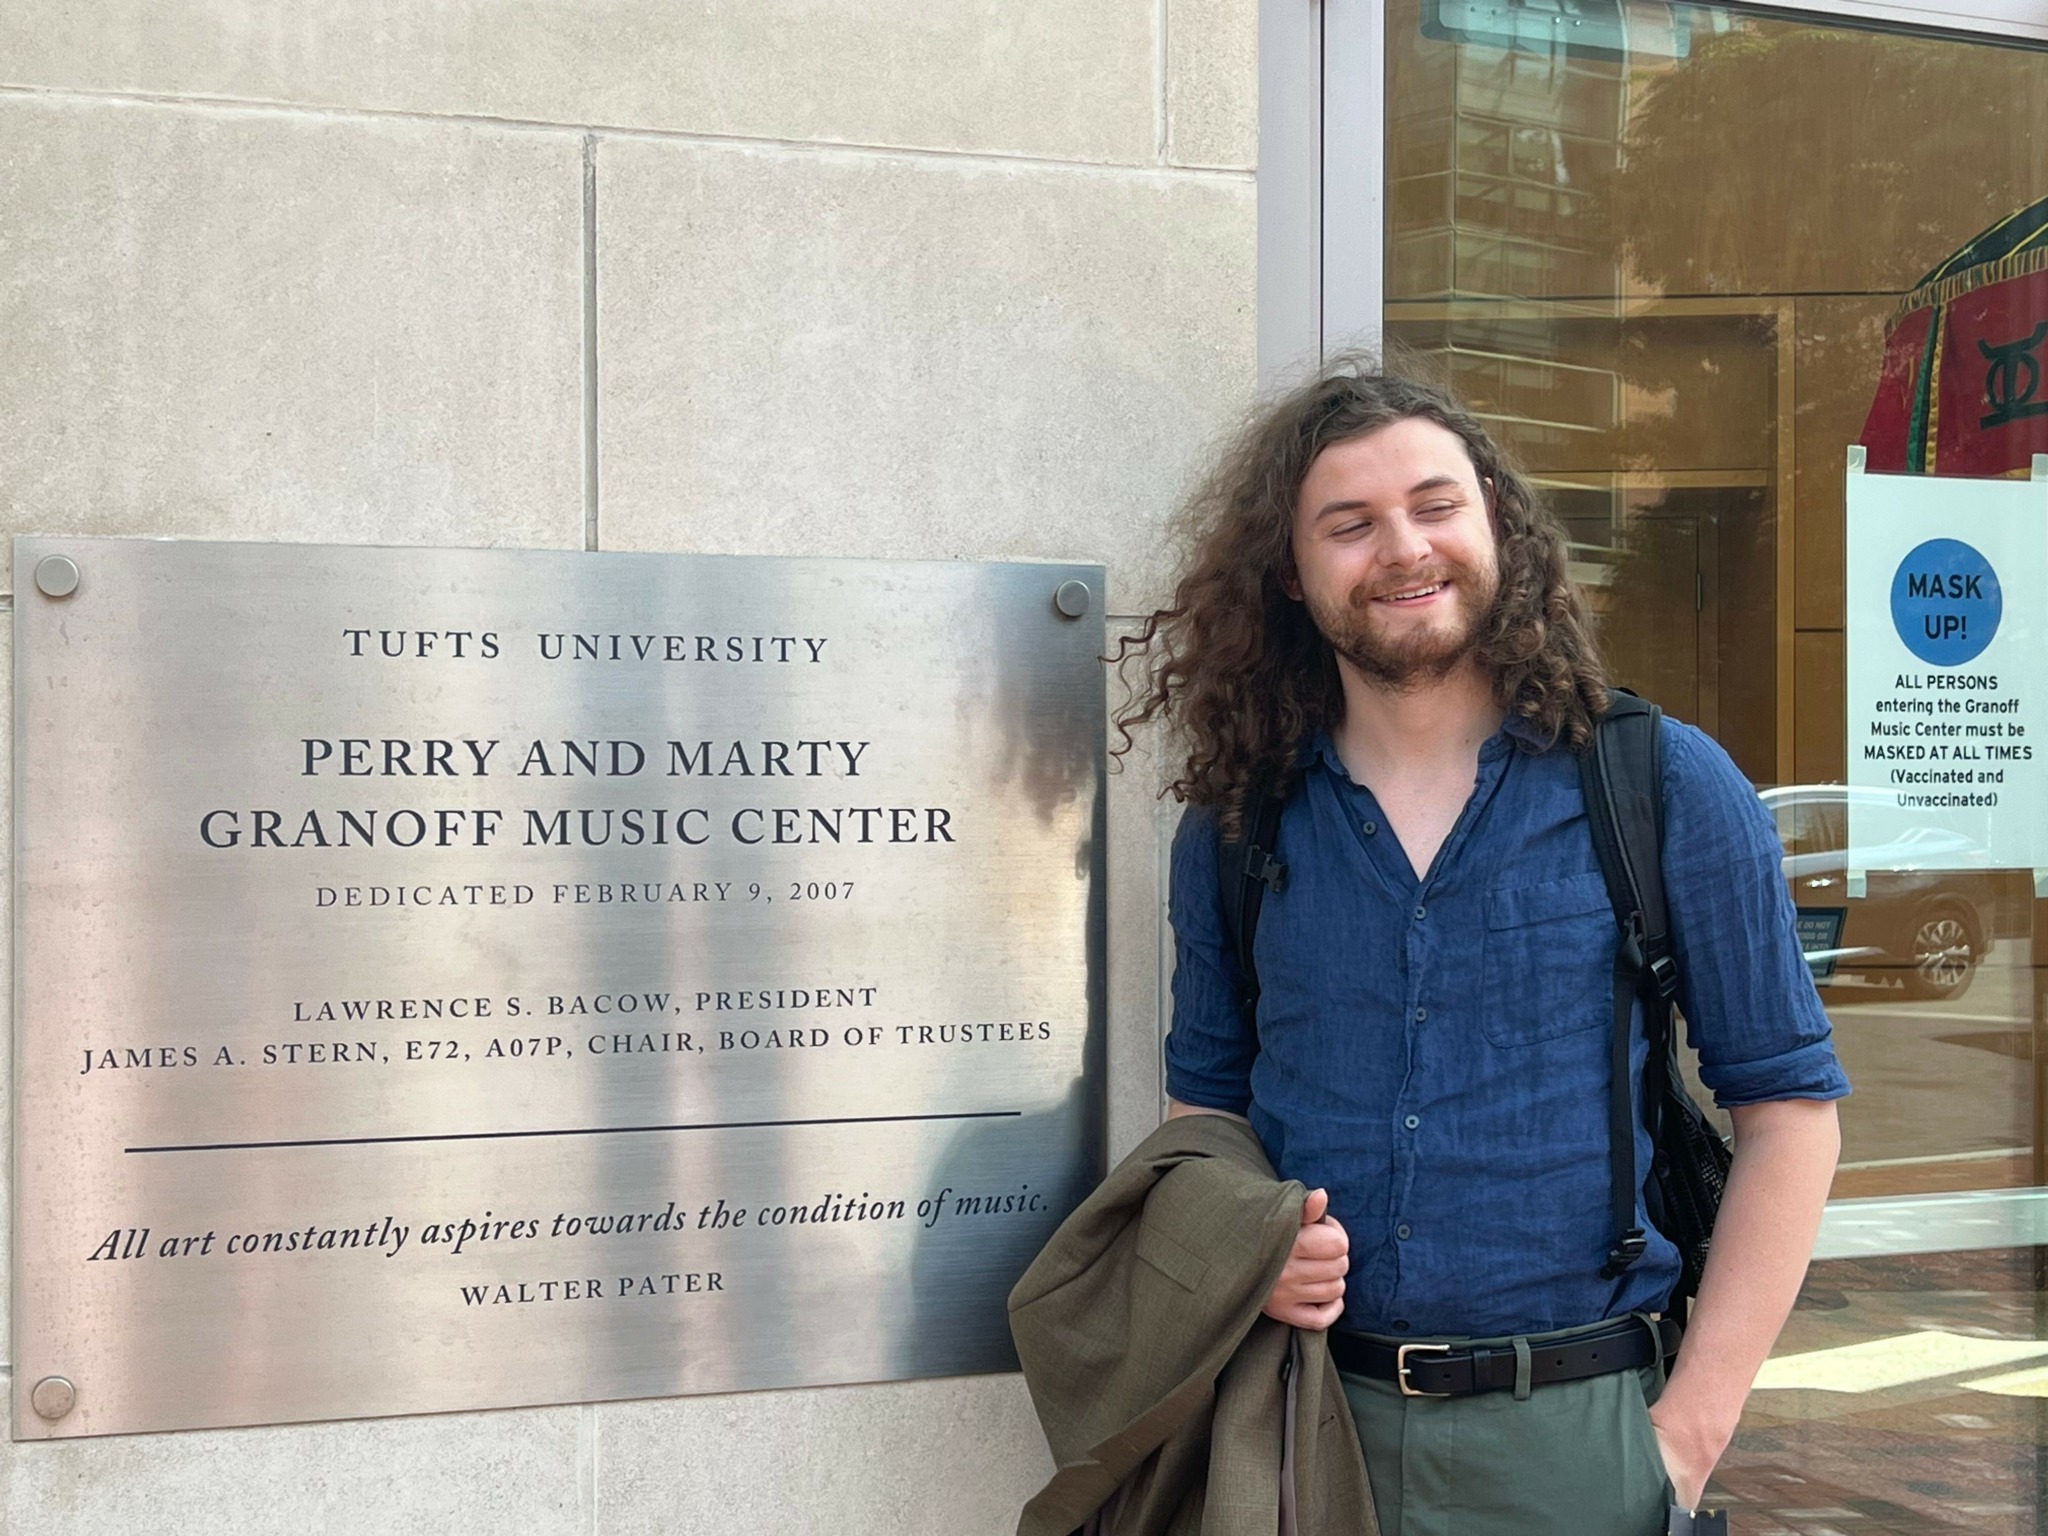 TUFTS UNIVERSITY
PERRY AND MARTY
GRANOFF MUSIC CENTER
DEDICATED FEBRUARY 9, 2007
LAWRENCE S. BACOW, PRESIDENT
JAMES A. STERN, E72, A07P, CHAIR, BOARD OF TRUSTEES
All art constantly aspires towards the condition of music.
WALTER PATER
MASK
UP!
ALL PERSONS
entering the Granoff
Music Center must be
MASKED AT ALL TIMES
(Vaccinated and
Unvaccinated)